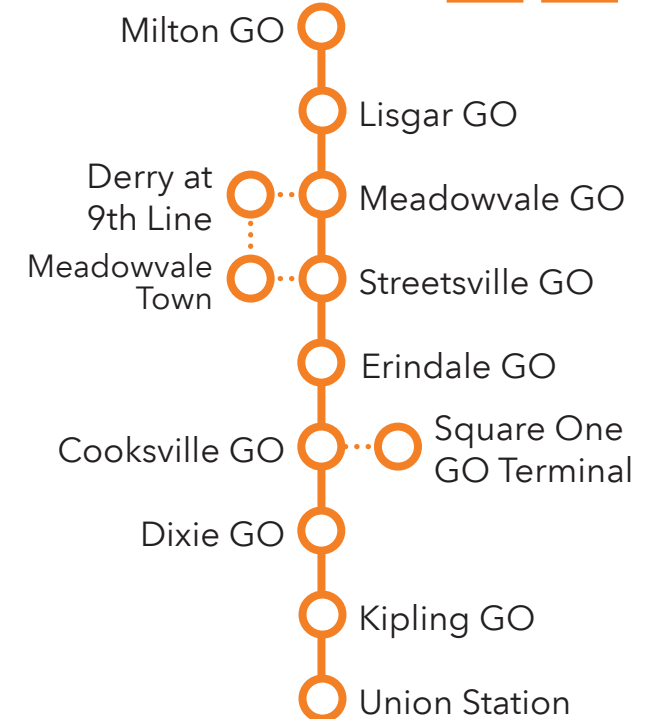 Milton GO
Lisgar GO
Derry at
9th Line
Meadowvale GO
Meadowvale
Town
Streetsville GO
Erindale GO
Cooksville GO
Square One
GO Terminal
Dixie GO
Kipling GO
Union Station